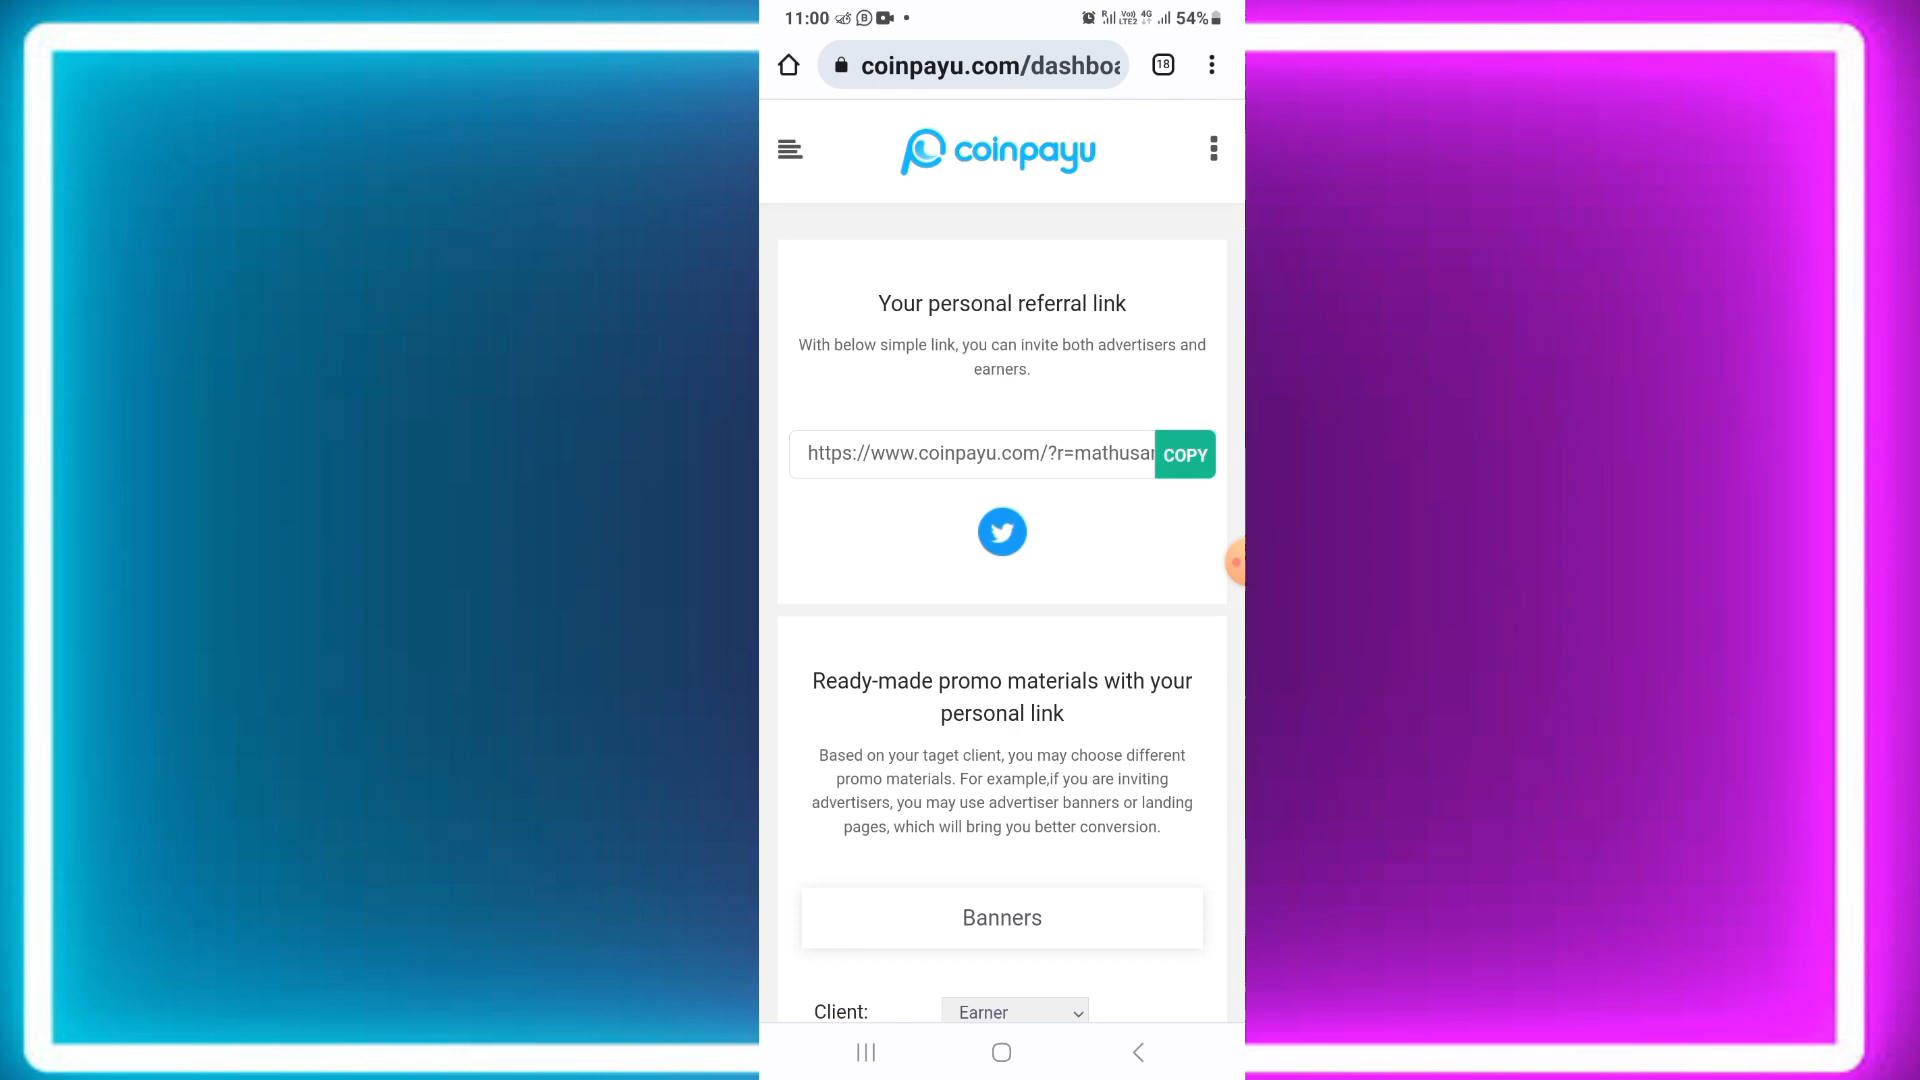 11:00
54%
coinpayu.com/dashboa
18
coinpayu
Your personal referral link
With below simple link, you can invite both advertisers and
earners.
https://www.coinpayu.com/?r=mathusar
COPY
Ready-made promo materials with your
personal link
Based on your taget client, you may choose different
promo materials. For example,if you are inviting
advertisers, you may use advertiser banners or landing
pages, which will bring you better conversion.
Banners
Client:
Earner